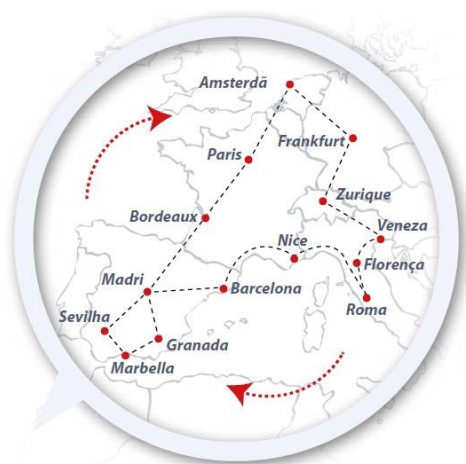 Amsterdã
Frankfurt
Paris
Zurique
Bordeaux
Veneza
Nice
Florença
Madri
Barcelona
Roma
Sevilha
Granada
Marbella